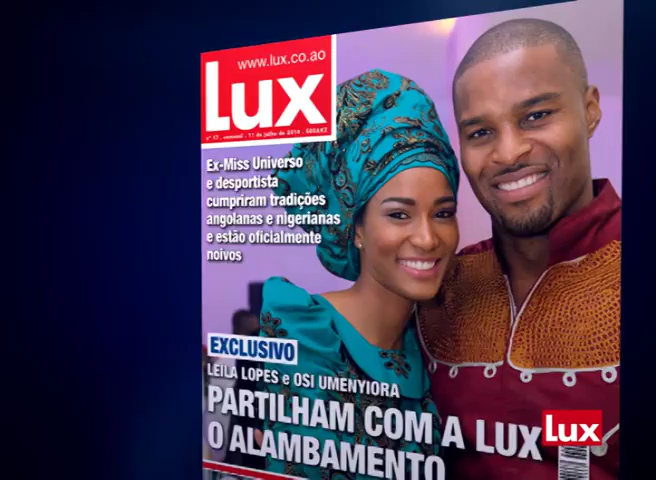 www.lux.co.ao
Lux
Ex-Miss Universo
e desportista
cumpriram tradições
angolanas e nigerianas
e estão oficialmente
noivos
EXCLUSIVO
LEILA LOPES e OSI UMENYIORA
PARTILHAM COM A LUX
O ALAMBAMENTO
Lux